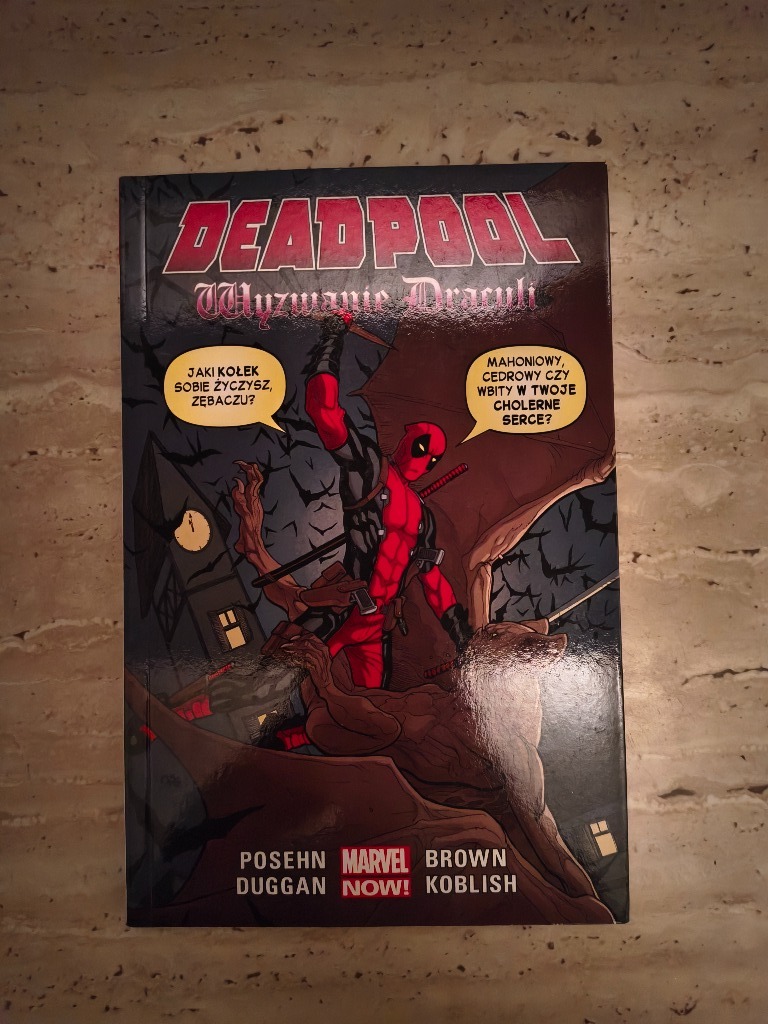 DEADPOOL
Wyzwanie Draculi
JAKI KOŁEK
SOBIE ŻYCZYSZ,
ZĘBACZU?
MAHONIOWY,
CEDROWY CZY
WBITY W TWOJE
CHOLERNE
SERCE?
POSEHN
DUGGAN
MARVEL
NOW!
BROWN
KOBLISH